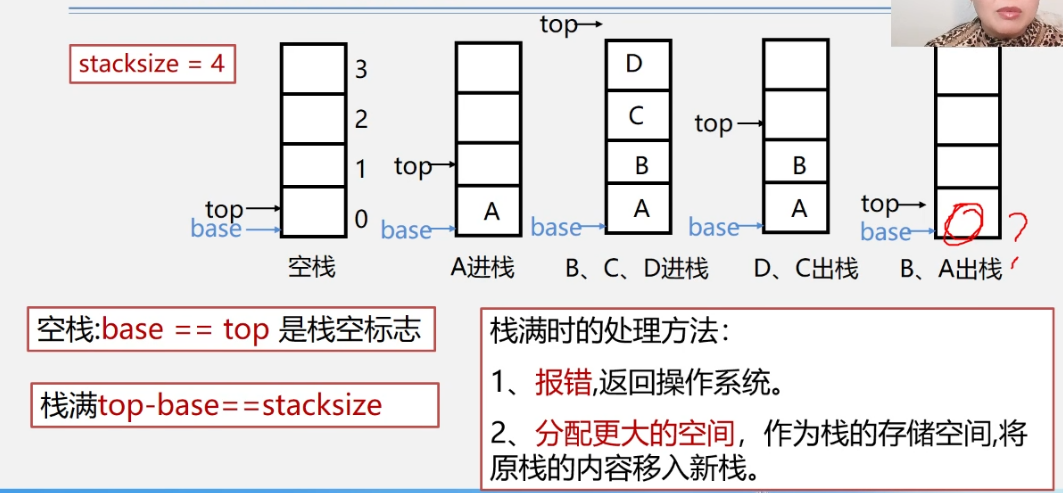 top→
stacksize = 4
3
D
2
C
top→
1
top→
B
B
top→
A
A
A
top→
base→
0
base→
base→
base→
base→
?
空栈
A进栈
B、C、D进栈
D、C出栈
B、A出栈
空栈:base == top 是栈空标志
栈满top-base==stacksize
栈满时的处理方法：
1、报错,返回操作系统。
2、分配更大的空间，作为栈的存储空间,将
原栈的内容移入新栈。